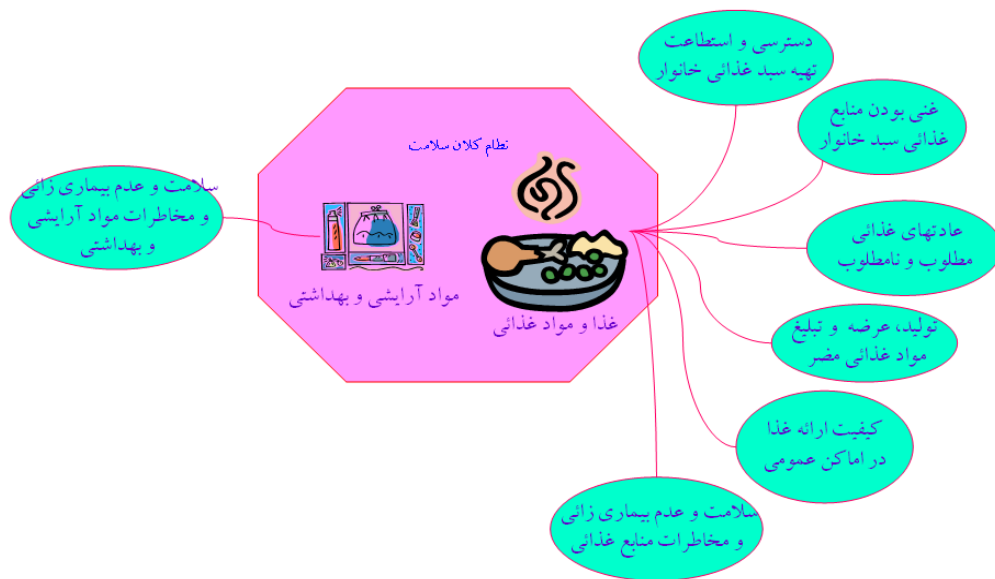 دسترسی و استطاعت
تهیه سبد غذائی خانوار
غنی بودن منابع
غذائی سبد خانوار
نظام کلان سلامت
سلامت و عدم بیماری زائی
و مخاطرات مواد آرایشی
و بهداشتی
عادتهای غذائی
مطلوب و نامطلوب
مواد آرایشی و بهداشتی
غذا و مواد غذائی
تولید، عرضه و تبلیغ
مواد غذائی مضر
کیفیت ارائه غذا
در اماکن عمومی
سلامت و عدم بیماری زائی
و مخاطرات منابع غذائی